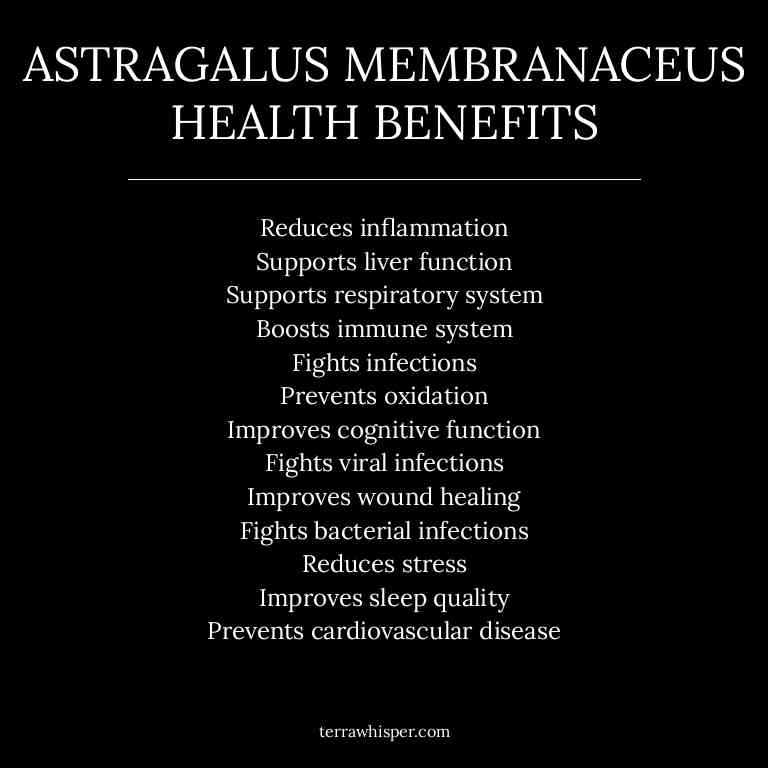 ASTRAGALUS MEMBRANACEUS
HEALTH BENEFITS
Reduces inflammation
Supports liver function
Supports respiratory system
Boosts immune system
Fights infections
Prevents oxidation
Improves cognitive function
Fights viral infections
Improves wound healing
Fights bacterial infections
Reduces stress
Improves sleep quality
Prevents cardiovascular disease
terrawhisper.com